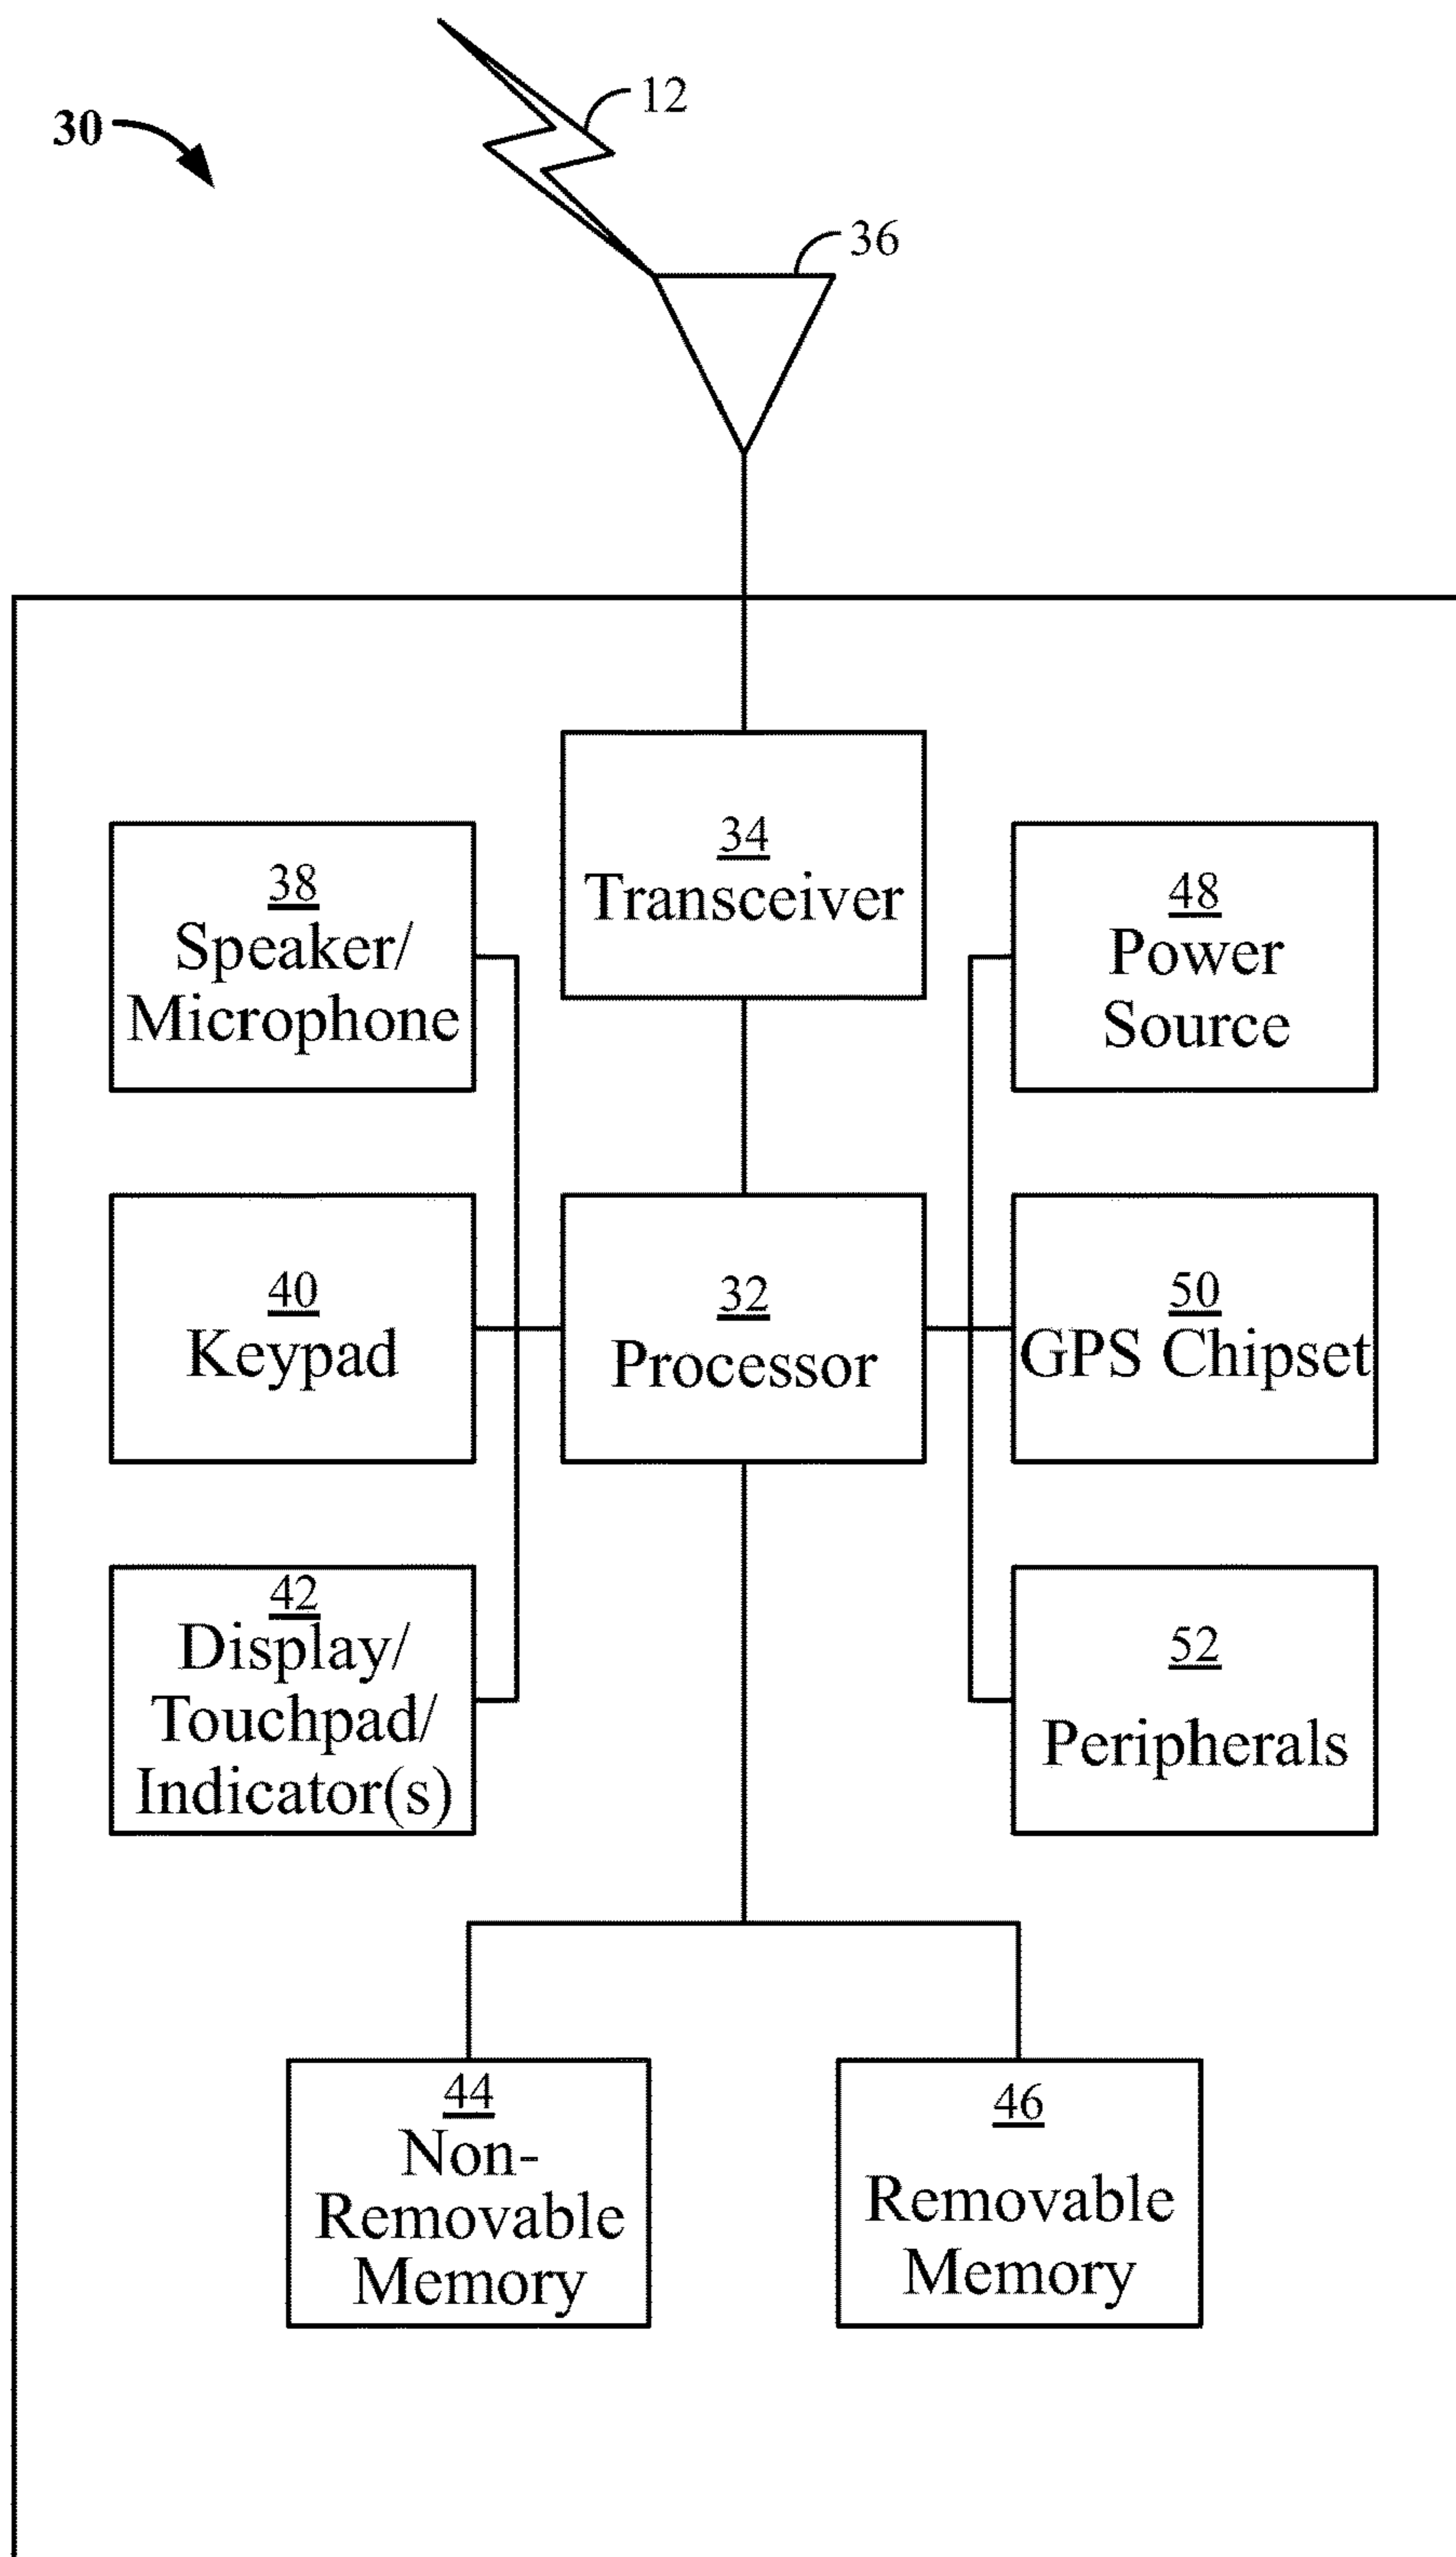 12
30
36
34
Transceiver
38
Speaker/
Microphone
48
Power
Source
40
Keypad
32
Processor
50
GPS Chipset
42
Display/
Touchpad/
Indicator(s)
52
Peripherals
44
Non-
Removable
Memory
46
Removable
Memory